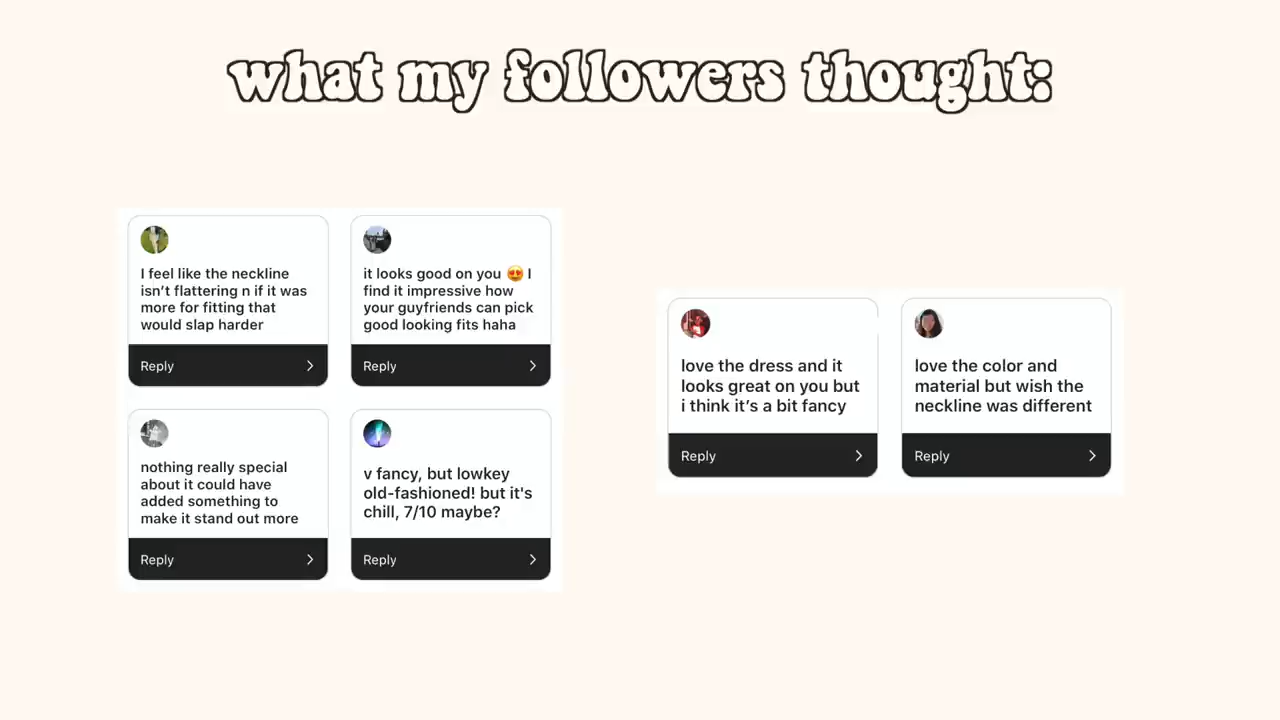 what my followers thought:
I feel like the neckline
isn't flattering n if it was
more for fitting that
would slap harder
Reply
it looks good on you 😍 I
find it impressive how
your guyfriends can pick
good looking fits haha
Reply
nothing really special
about it could have
added something to
make it stand out more
Reply
v fancy, but lowkey
old-fashioned! but it's
chill, 7/10 maybe?
Reply
love the dress and it
looks great on you but
i think it's a bit fancy
Reply
love the color and
material but wish the
neckline was different
Reply